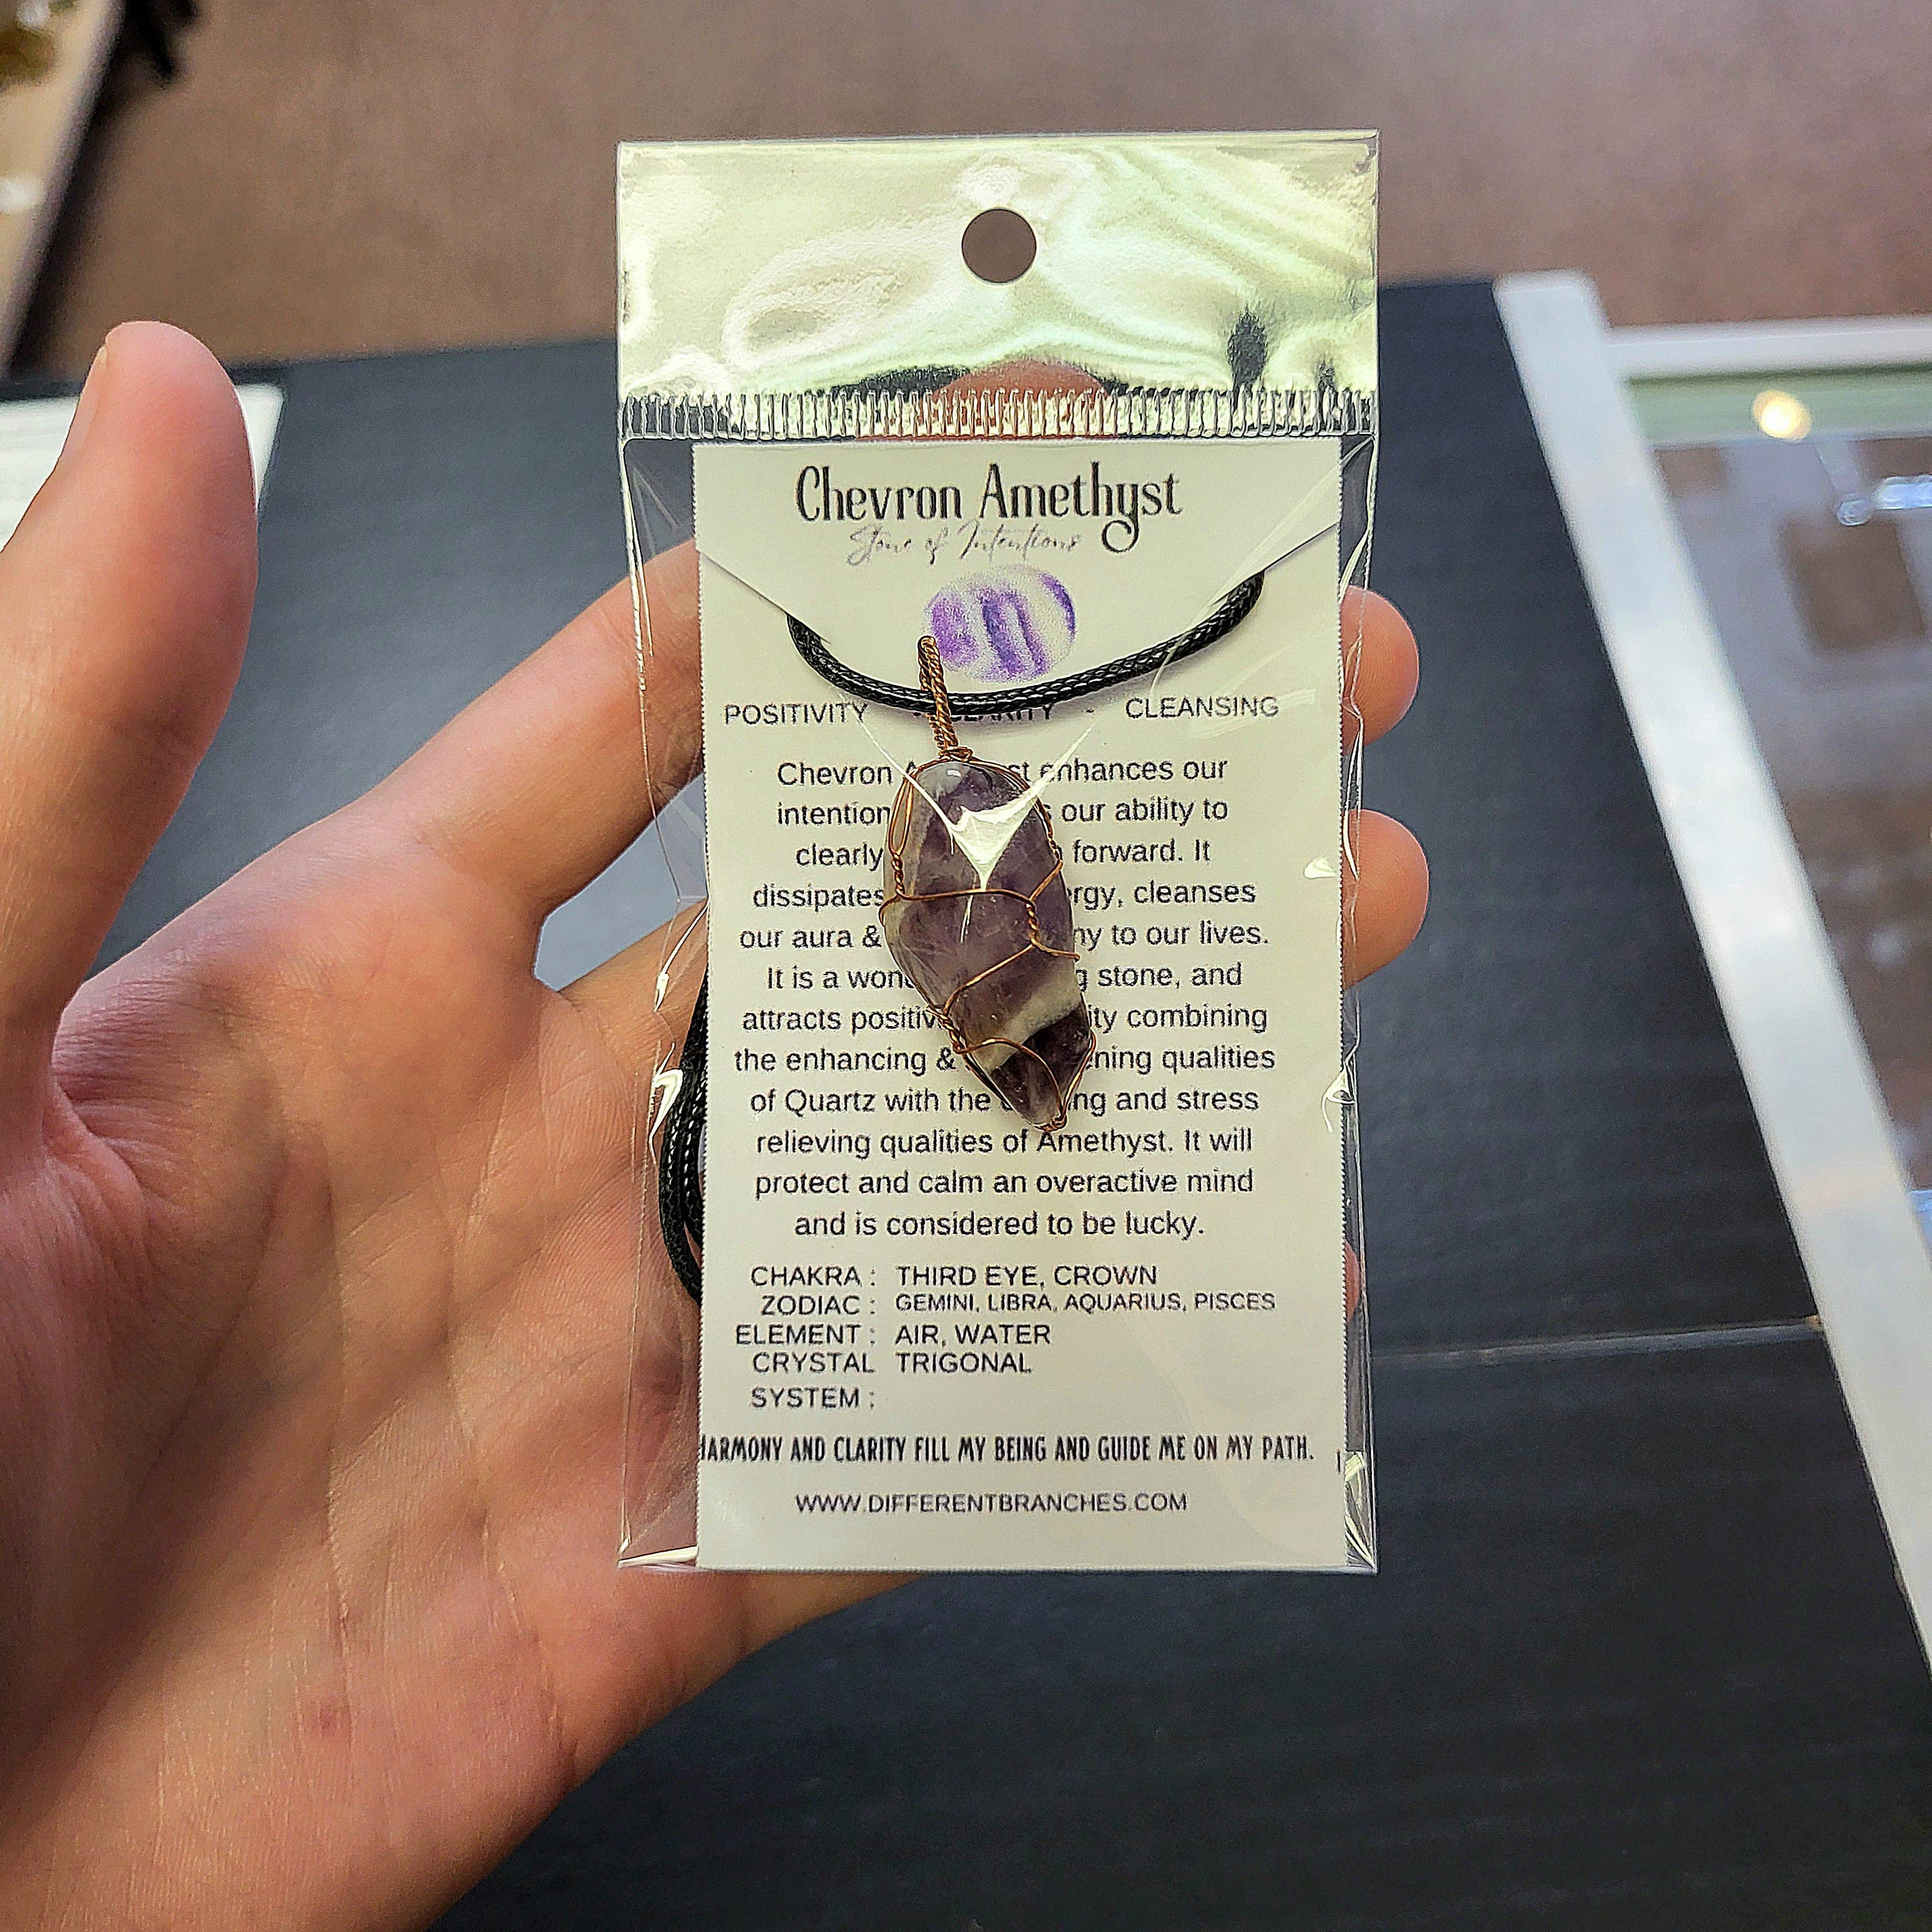 Chevron Amethyst
Stone of Intentions
POSITIVITY - CLARITY - CLEANSING
Chevron enhances our
intention our ability to
clearly forward. It
dissipates cleanses
our aura & to our lives.
It is a stone, and
attracts combining
the enhancing & qualities
of Quartz with the and stress
relieving qualities of Amethyst. It will
protect and calm an overactive mind
and is considered to be lucky.
CHAKRA : THIRD EYE, CROWN
ZODIAC : GEMINI, LIBRA, AQUARIUS, PISCES
ELEMENT : AIR, WATER
CRYSTAL TRIGONAL
SYSTEM :
HARMONY AND CLARITY FILL MY BEING AND GUIDE ME ON MY PATH.
WWW.DIFFERENTBRANCHES.COM